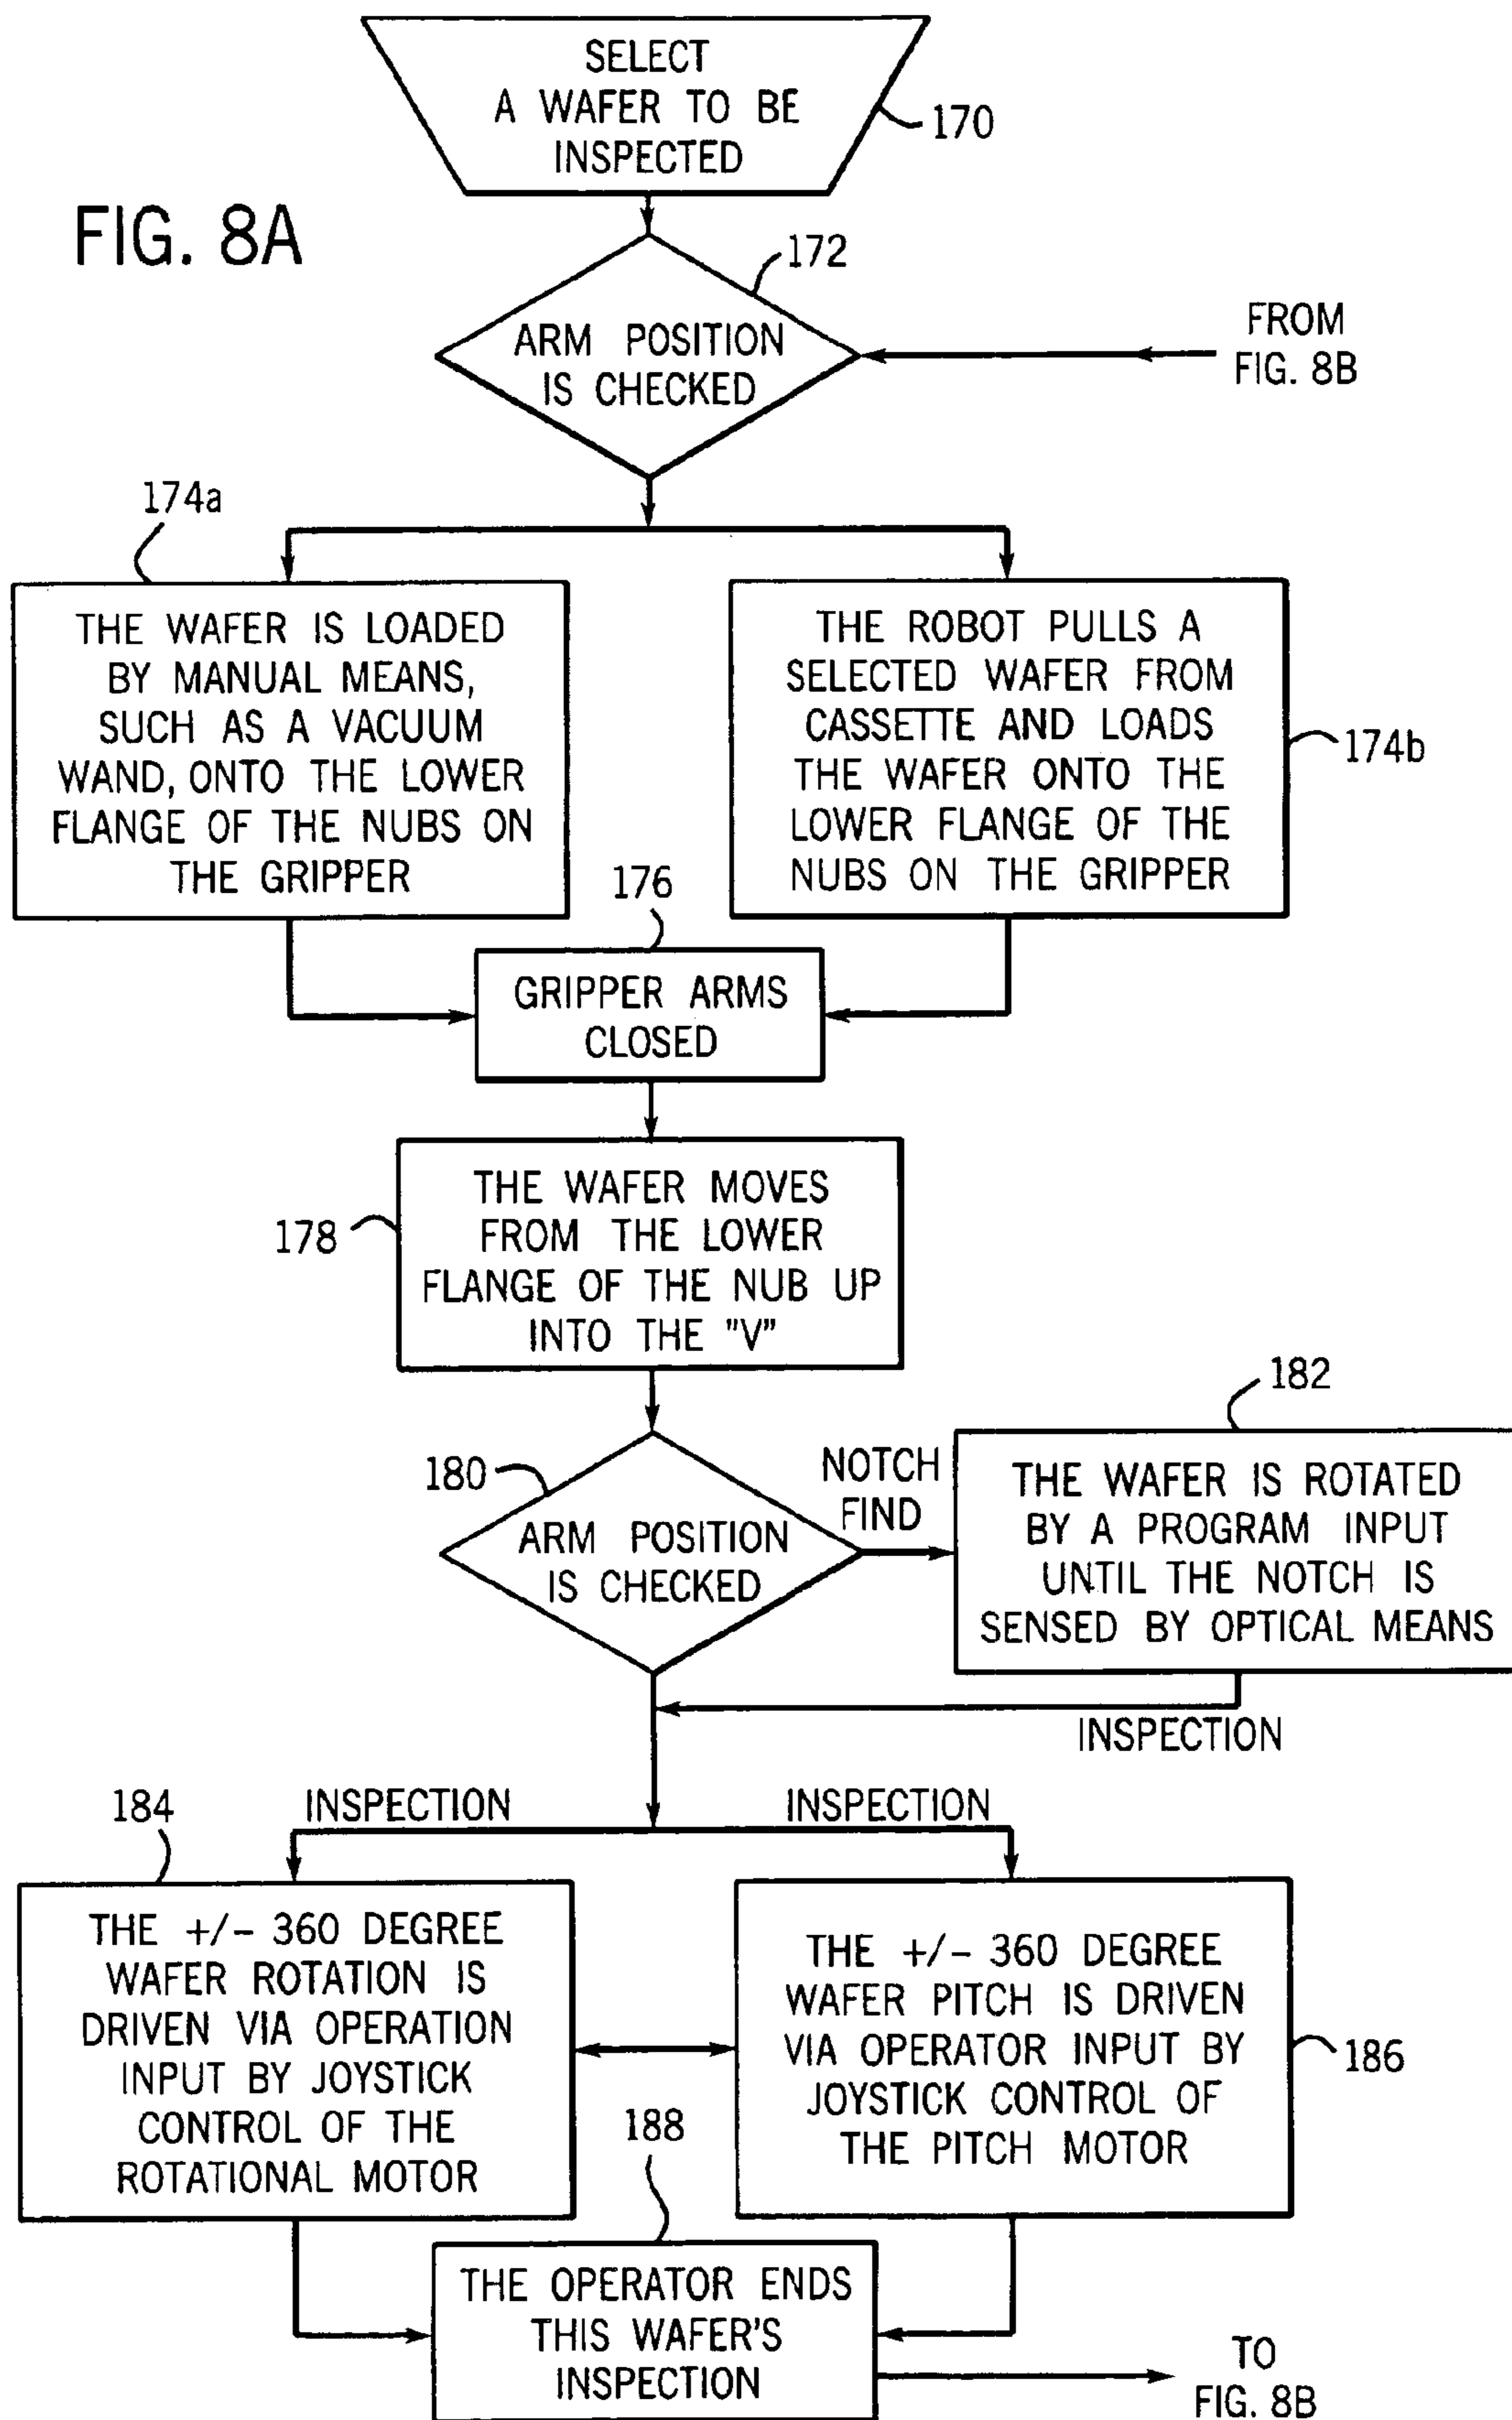 SELECT
A WAFER TO BE
INSPECTED
170
FIG. 8A
172
ARM POSITION
IS CHECKED
FROM
FIG. 8B
174a
THE WAFER IS LOADED
BY MANUAL MEANS,
SUCH AS A VACUUM
WAND, ONTO THE LOWER
FLANGE OF THE NUBS ON
THE GRIPPER
THE ROBOT PULLS A
SELECTED WAFER FROM
CASSETTE AND LOADS
THE WAFER ONTO THE
LOWER FLANGE OF THE
NUBS ON THE GRIPPER
174b
176
GRIPPER ARMS
CLOSED
178
THE WAFER MOVES
FROM THE LOWER
FLANGE OF THE NUB UP
INTO THE "V"
180
ARM POSITION
IS CHECKED
NOTCH
FIND
182
THE WAFER IS ROTATED
BY A PROGRAM INPUT
UNTIL THE NOTCH IS
SENSED BY OPTICAL MEANS
INSPECTION
184
INSPECTION
INSPECTION
THE +/- 360 DEGREE
WAFER ROTATION IS
DRIVEN VIA OPERATION
INPUT BY JOYSTICK
CONTROL OF THE
ROTATIONAL MOTOR
THE +/- 360 DEGREE
WAFER PITCH IS DRIVEN
VIA OPERATOR INPUT BY
JOYSTICK CONTROL OF
THE PITCH MOTOR
186
188
THE OPERATOR ENDS
THIS WAFER'S
INSPECTION
TO
FIG. 8B